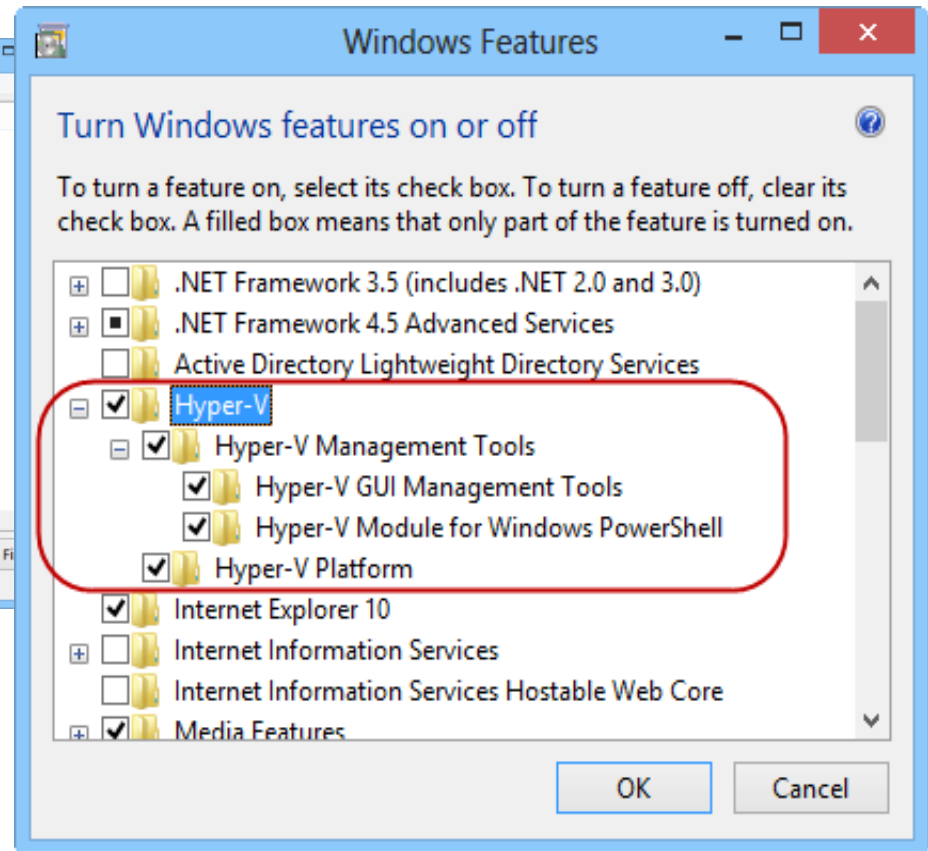 Windows Features
Turn Windows features on or off
To turn a feature on, select its check box. To turn a feature off, clear its
check box. A filled box means that only part of the feature is turned on.
.NET Framework 3.5 (includes .NET 2.0 and 3.0)
.NET Framework 4.5 Advanced Services
Active Directory Lightweight Directory Services
Hyper-V
Hyper-V Management Tools
Hyper-V GUI Management Tools
Hyper-V Module for Windows PowerShell
Hyper-V Platform
Internet Explorer 10
Internet Information Services
Internet Information Services Hostable Web Core
Media Features
OK
Cancel